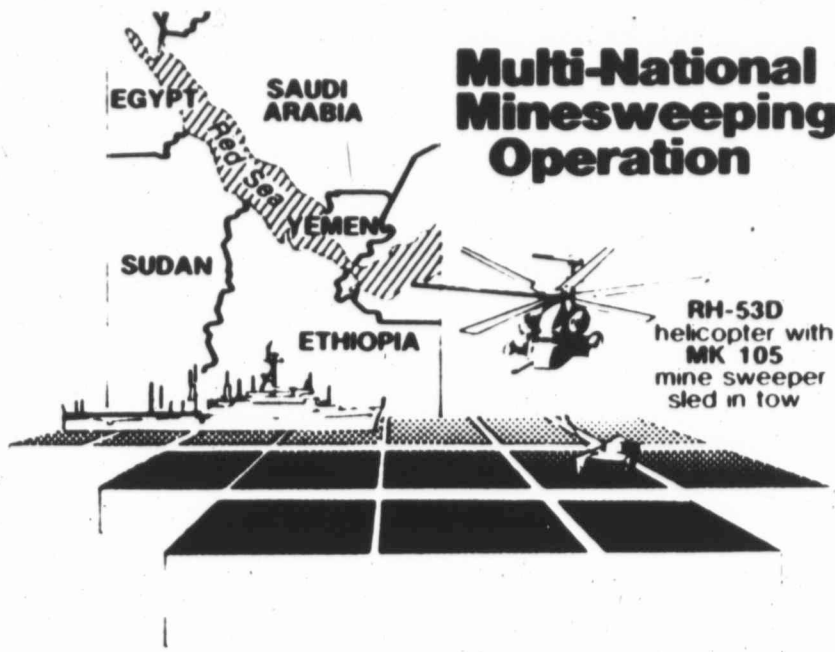 Multi-National
Minesweeping
Operation
EGYPT
SAUDI
ARABIA
Red Sea
YEMEN
SUDAN
ETHIOPIA
RH-53D
helicopter with
MK 105
mine sweeper
sled in tow